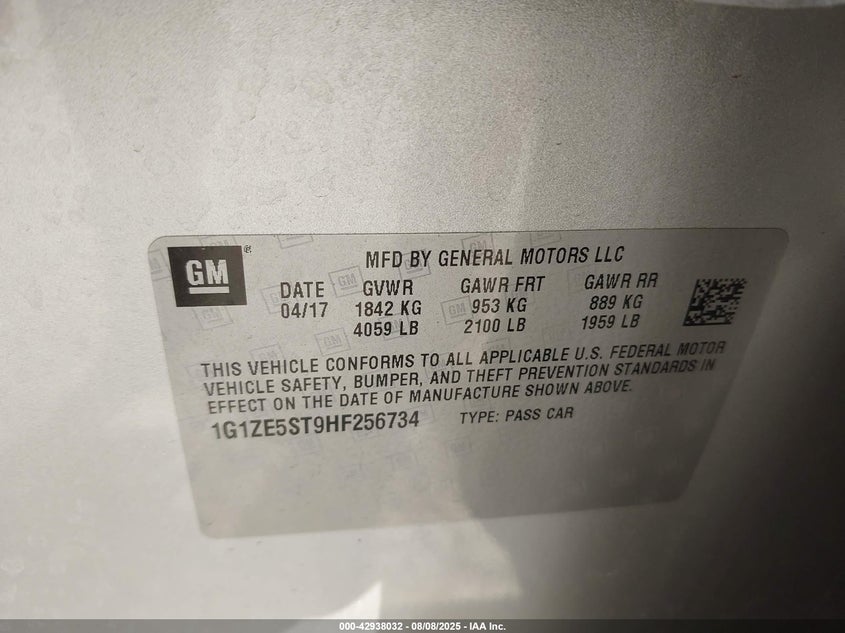 GM®
MFD BY GENERAL MOTORS LLC
DATE GVWR GAWR FRT GAWR RR
04/17 1842 KG 953 KG 889 KG
4059 LB 2100 LB 1959 LB
THIS VEHICLE CONFORMS TO ALL APPLICABLE U.S. FEDERAL MOTOR
VEHICLE SAFETY, BUMPER, AND THEFT PREVENTION STANDARDS IN
EFFECT ON THE DATE OF MANUFACTURE SHOWN ABOVE.
1G1ZE5ST9HF256734 TYPE: PASS CAR
000-42938032 - 08/08/2025 - IAA Inc.